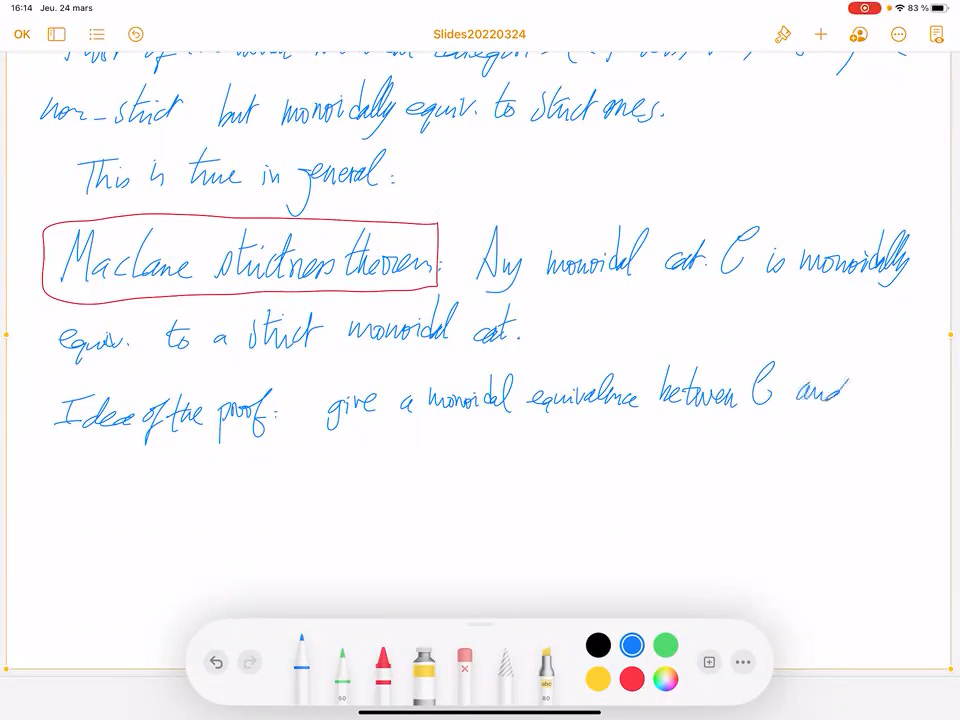 16:14 Jeu. 24 mars 83 %
OK Slides20220324
of
non-strict but monoidally equiv. to strict ones.
This is true in general:
Maclane strictness theorem: Any monoidal cat. C is monoidally
equiv. to a strict monoidal cat.
Idea of the proof: give a monoidal equivalence between C and